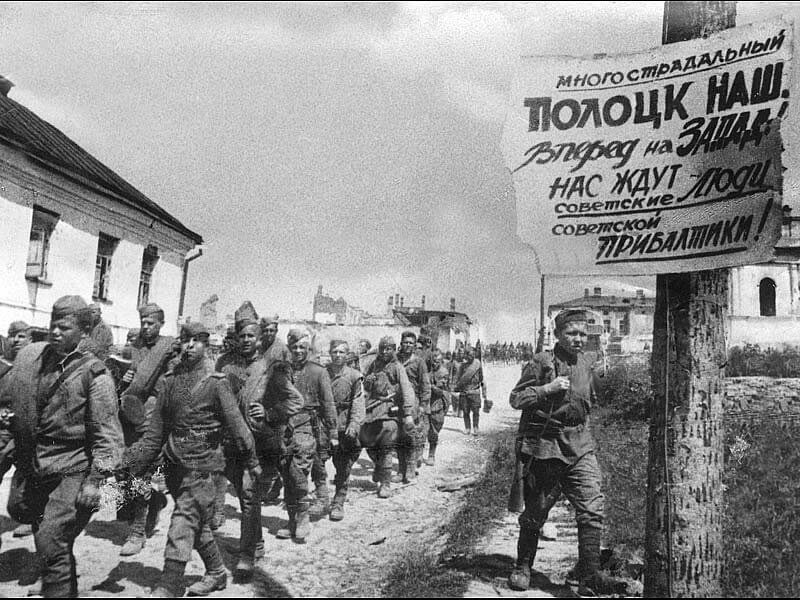 многострадальный
ПОЛОЦК НАШ.
Вперед на ЗАПАД!
НАС ЖДУТ ЛЮДИ
советские
советской
ПРИБАЛТИКИ!